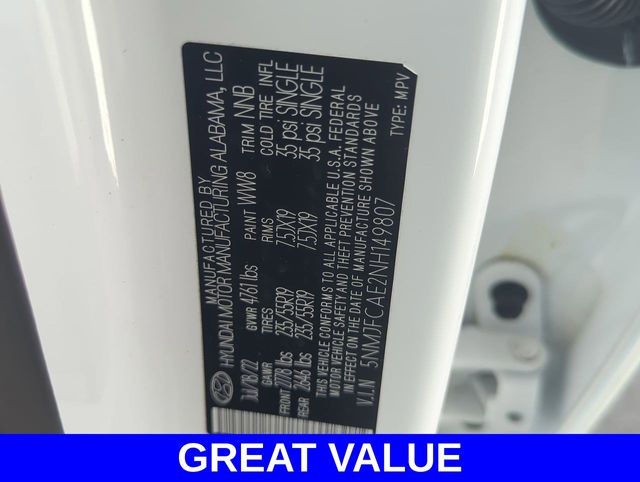 MANUFACTURED BY
HYUNDAI MOTOR MANUFACTURING ALABAMA, LLC
JUL/18/22 GVWR 4761 lbs PAINT WW8 TRIM NNB
GAWR TIRES RIMS COLD TIRE INFL
FRONT 2778 lbs 235/55R19 7.5JX19 35 psi SINGLE
REAR 2646 lbs 235/55R19 7.5JX19 35 psi SINGLE
THIS VEHICLE CONFORMS TO ALL APPLICABLE U.S.A. FEDERAL
MOTOR VEHICLE SAFETY AND THEFT PREVENTION STANDARDS
IN EFFECT ON THE DATE OF MANUFACTURE SHOWN ABOVE
V.I.N 5NMJFCAE2NH149807 TYPE: MPV
GREAT VALUE